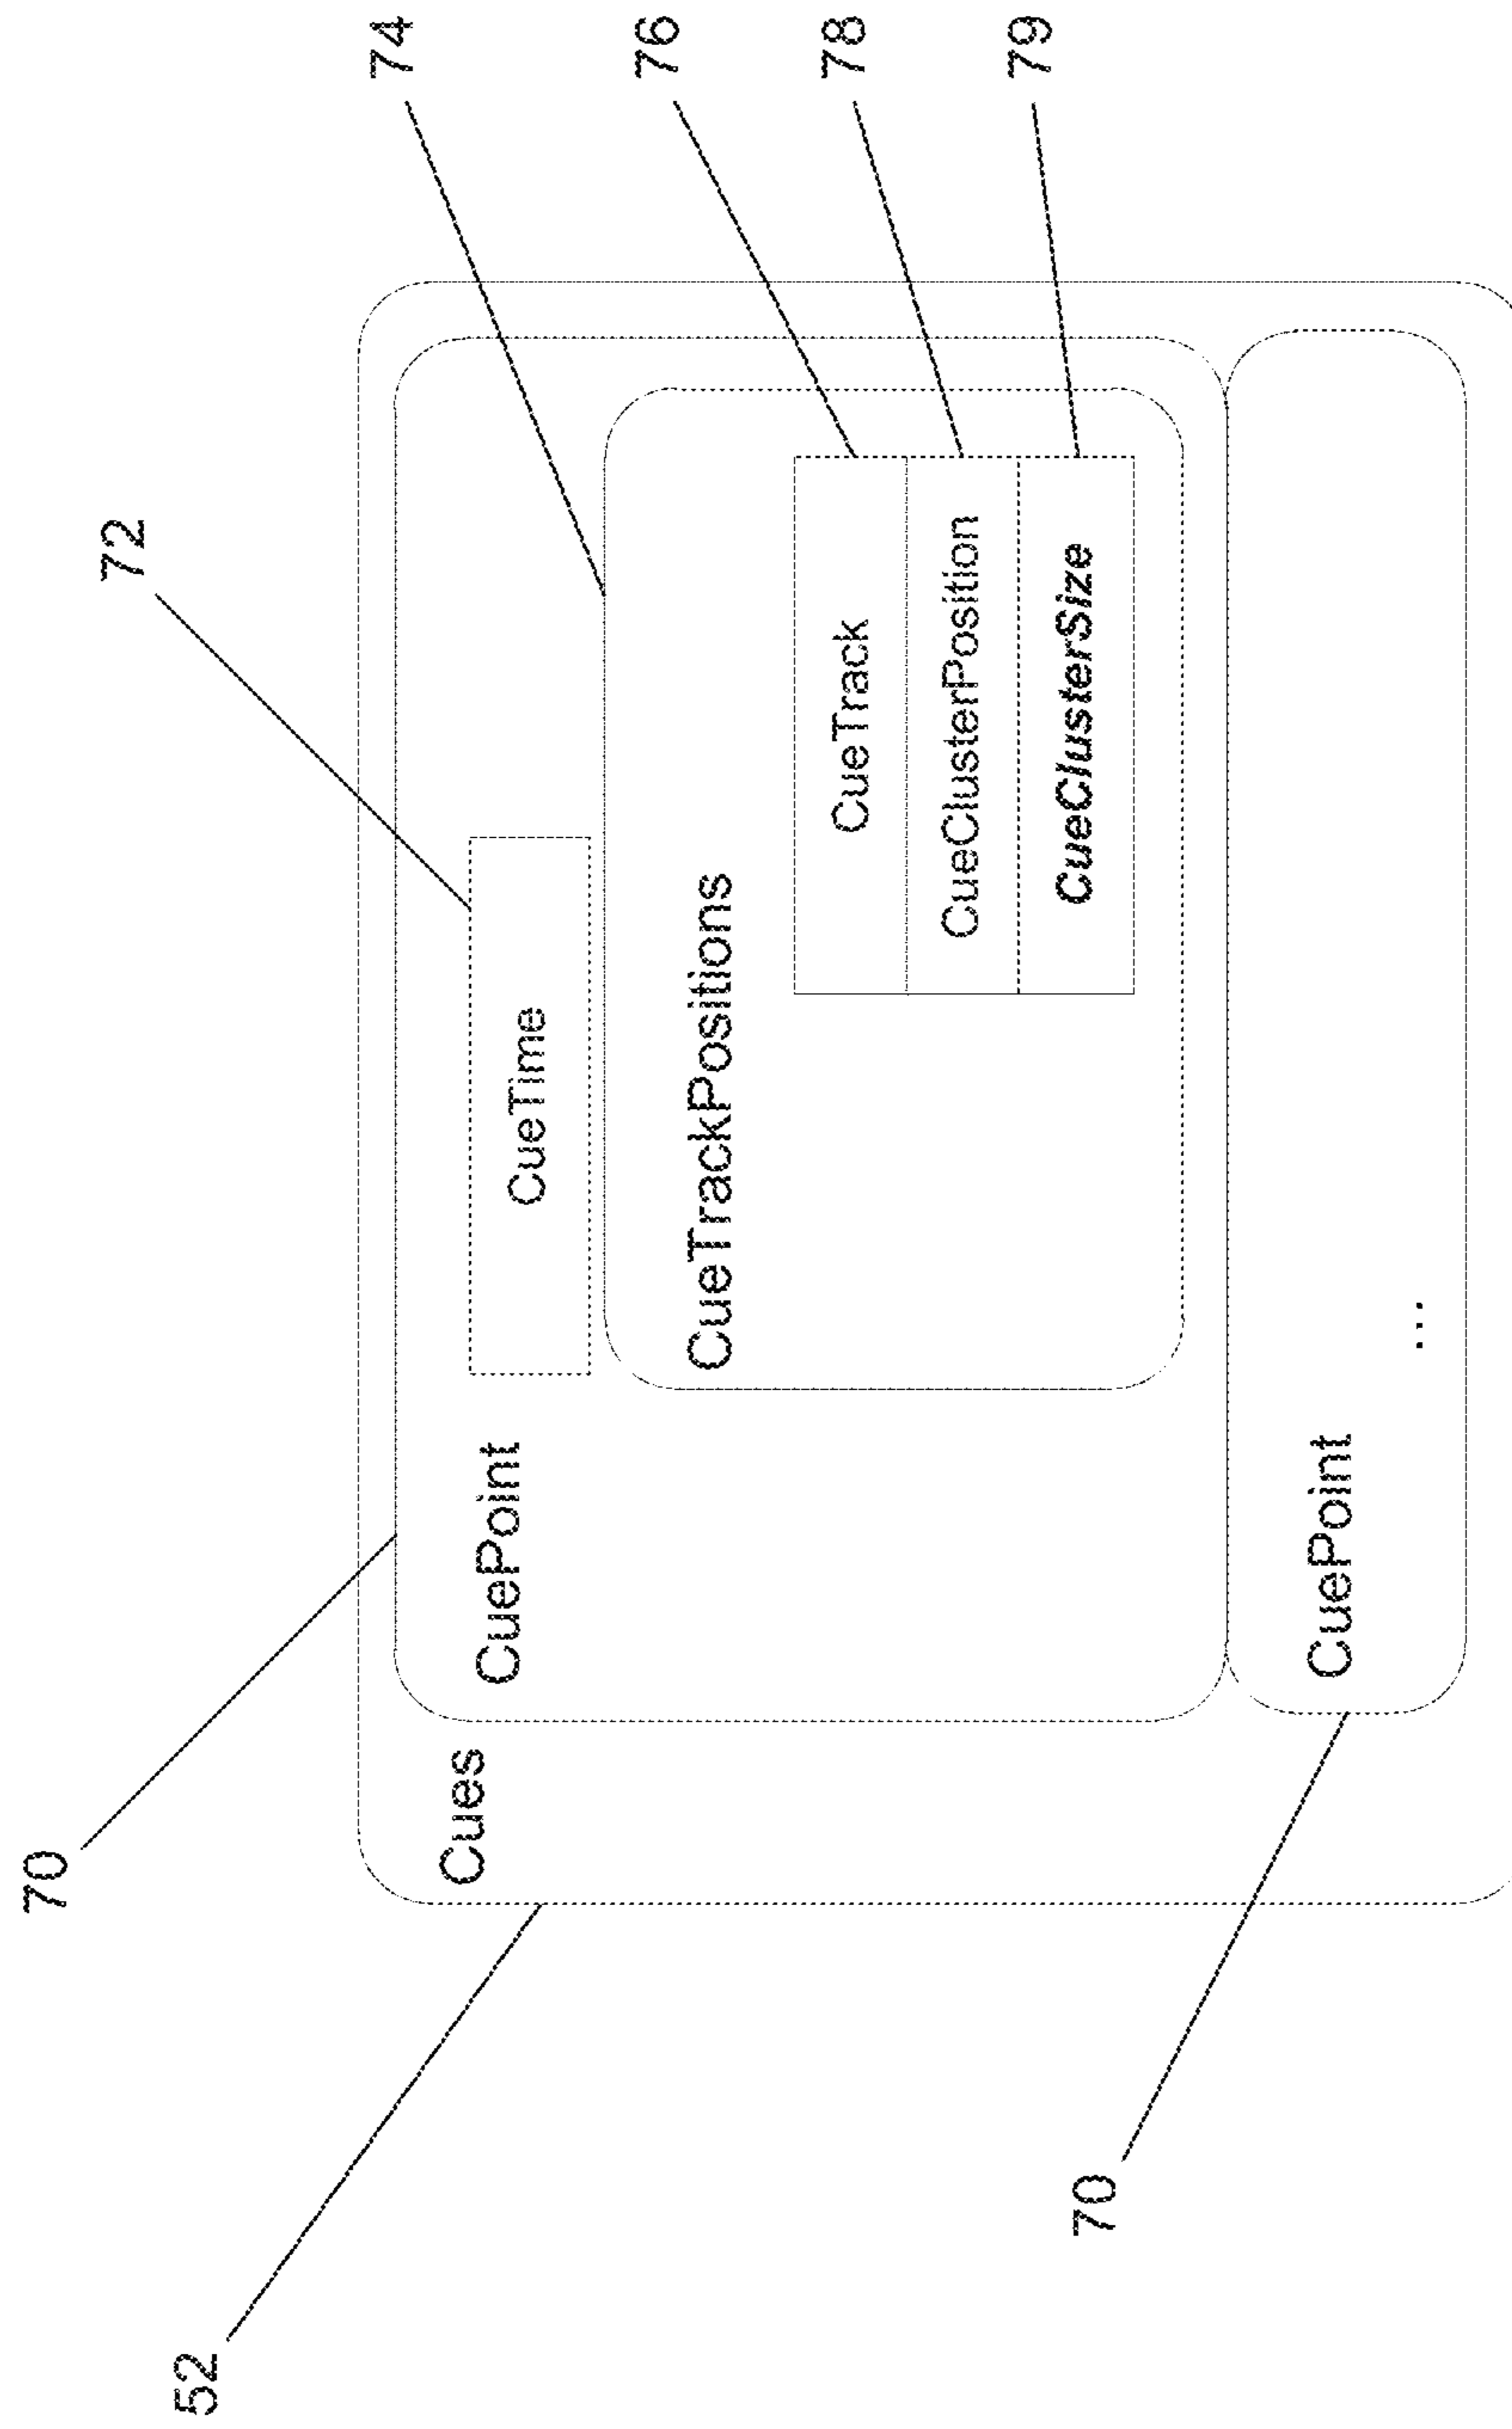 70
72
52
74
Cues
CuePoint
CueTime
76
CueTrackPositions
78
CueTrack
CueClusterPosition
79
CueClusterSize
70
CuePoint
...